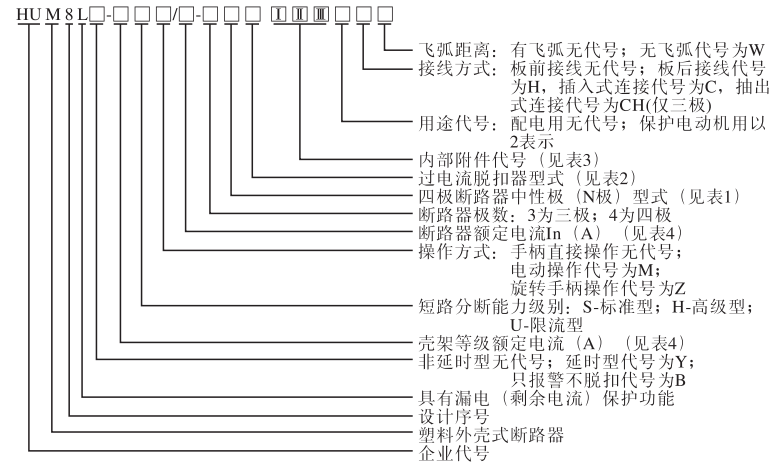 HU M 8 L□-□□□/□-□□□ Ⅰ Ⅱ Ⅲ □□□
飞弧距离：有飞弧无代号；无飞弧代号为W
接线方式：板前接线无代号；板后接线代号
为H，插入式连接代号为C，抽出
式连接代号为CH(仅三极)
用途代号：配电用无代号；保护电动机用以
2表示
内部附件代号（见表3）
过电流脱扣器型式（见表2）
四极断路器中性极（N极）型式（见表1）
断路器极数：3为三极；4为四极
断路器额定电流In（A）（见表4）
操作方式：手柄直接操作无代号；
电动操作代号为M；
旋转手柄操作代号为Z
短路分断能力级别：S-标准型；H-高级型；
U-限流型
壳架等级额定电流（A）（见表4）
非延时型无代号；延时型代号为Y；
只报警不脱扣代号为B
具有漏电（剩余电流）保护功能
设计序号
塑料外壳式断路器
企业代号